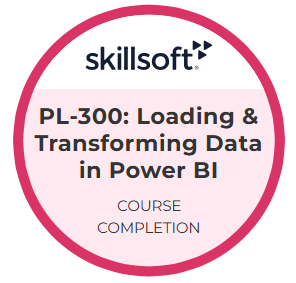 skillsoft®
PL-300: Loading &
Transforming Data
in Power BI
COURSE
COMPLETION